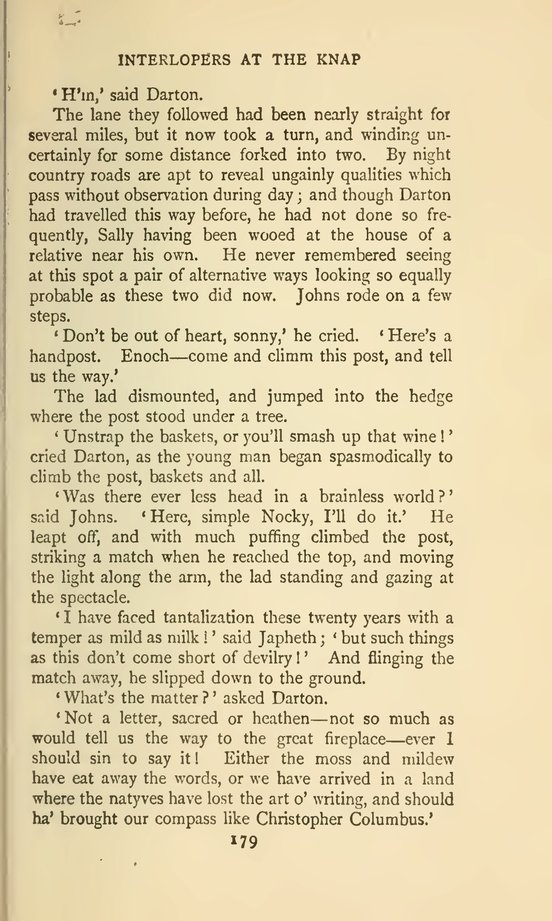 INTERLOPERS AT THE KNAP
‘H’m,’ said Darton.
The lane they followed had been nearly straight for
several miles, but it now took a turn, and winding un-
certainly for some distance forked into two. By night
country roads are apt to reveal ungainly qualities which
pass without observation during day; and though Darton
had travelled this way before, he had not done so fre-
quently, Sally having been wooed at the house of a
relative near his own. He never remembered seeing
at this spot a pair of alternative ways looking so equally
probable as these two did now. Johns rode on a few
steps.
‘Don’t be out of heart, sonny,’ he cried. ‘Here’s a
handpost. Enoch—come and climm this post, and tell
us the way.’
The lad dismounted, and jumped into the hedge
where the post stood under a tree.
‘Unstrap the baskets, or you’ll smash up that wine!’
cried Darton, as the young man began spasmodically to
climb the post, baskets and all.
‘Was there ever less head in a brainless world?’
said Johns. ‘Here, simple Nocky, I’ll do it.’ He
leapt off, and with much puffing climbed the post,
striking a match when he reached the top, and moving
the light along the arm, the lad standing and gazing at
the spectacle.
‘I have faced tantalization these twenty years with a
temper as mild as milk!’ said Japheth; ‘but such things
as this don’t come short of devilry!’ And flinging the
match away, he slipped down to the ground.
‘What’s the matter?’ asked Darton.
‘Not a letter, sacred or heathen—not so much as
would tell us the way to the great fireplace—ever I
should sin to say it! Either the moss and mildew
have eat away the words, or we have arrived in a land
where the natyves have lost the art o’ writing, and should
ha’ brought our compass like Christopher Columbus.’
179